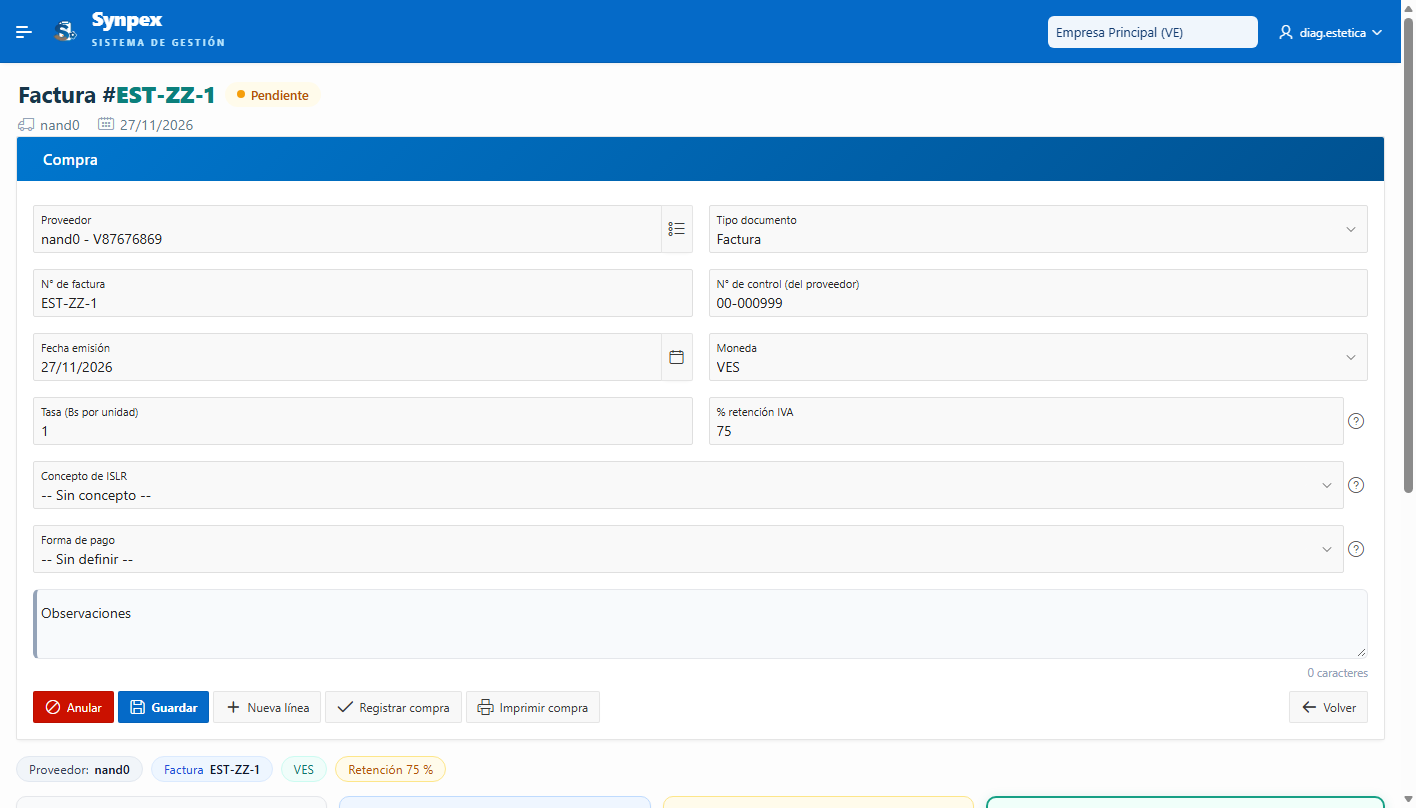 Synpex
SISTEMA DE GESTIÓN
Empresa Principal (VE)
diag.estetica
Factura #EST-ZZ-1
Pendiente
nand0
27/11/2026
Compra
Proveedor
nand0 - V87676869
Tipo documento
Factura
N° de factura
EST-ZZ-1
N° de control (del proveedor)
00-000999
Fecha emisión
27/11/2026
Moneda
VES
Tasa (Bs por unidad)
1
% retención IVA
75
Concepto de ISLR
-- Sin concepto --
Forma de pago
-- Sin definir --
Observaciones
0 caracteres
Anular
Guardar
Nueva línea
Registrar compra
Imprimir compra
Volver
Proveedor: nand0
Factura EST-ZZ-1
VES
Retención 75 %